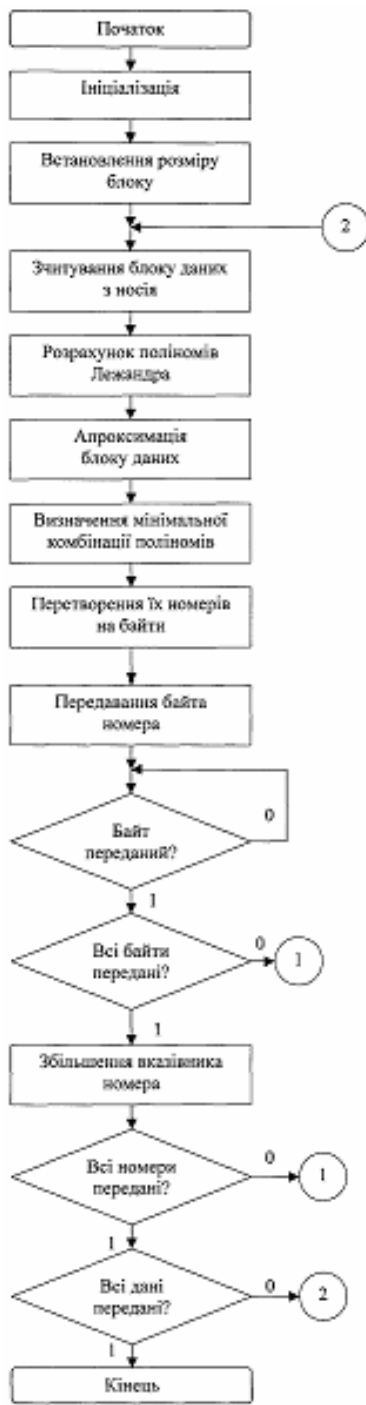 Початок
Ініціалізація
Встановлення розміру
блоку
2
Зчитування блоку даних
з носія
Розрахунок поліномів
Лежандра
Апроксимація
блоку даних
Визначення мінімальної
комбінації поліномів
Перетворення їх номерів
на байти
Передавання байта
номера
0
Байт
переданий?
1
Всі байти
передані?
0
1
1
Збільшення вказівника
номера
Всі номери
передані?
0
1
1
Всі дані
передані?
0
2
1
Кінець